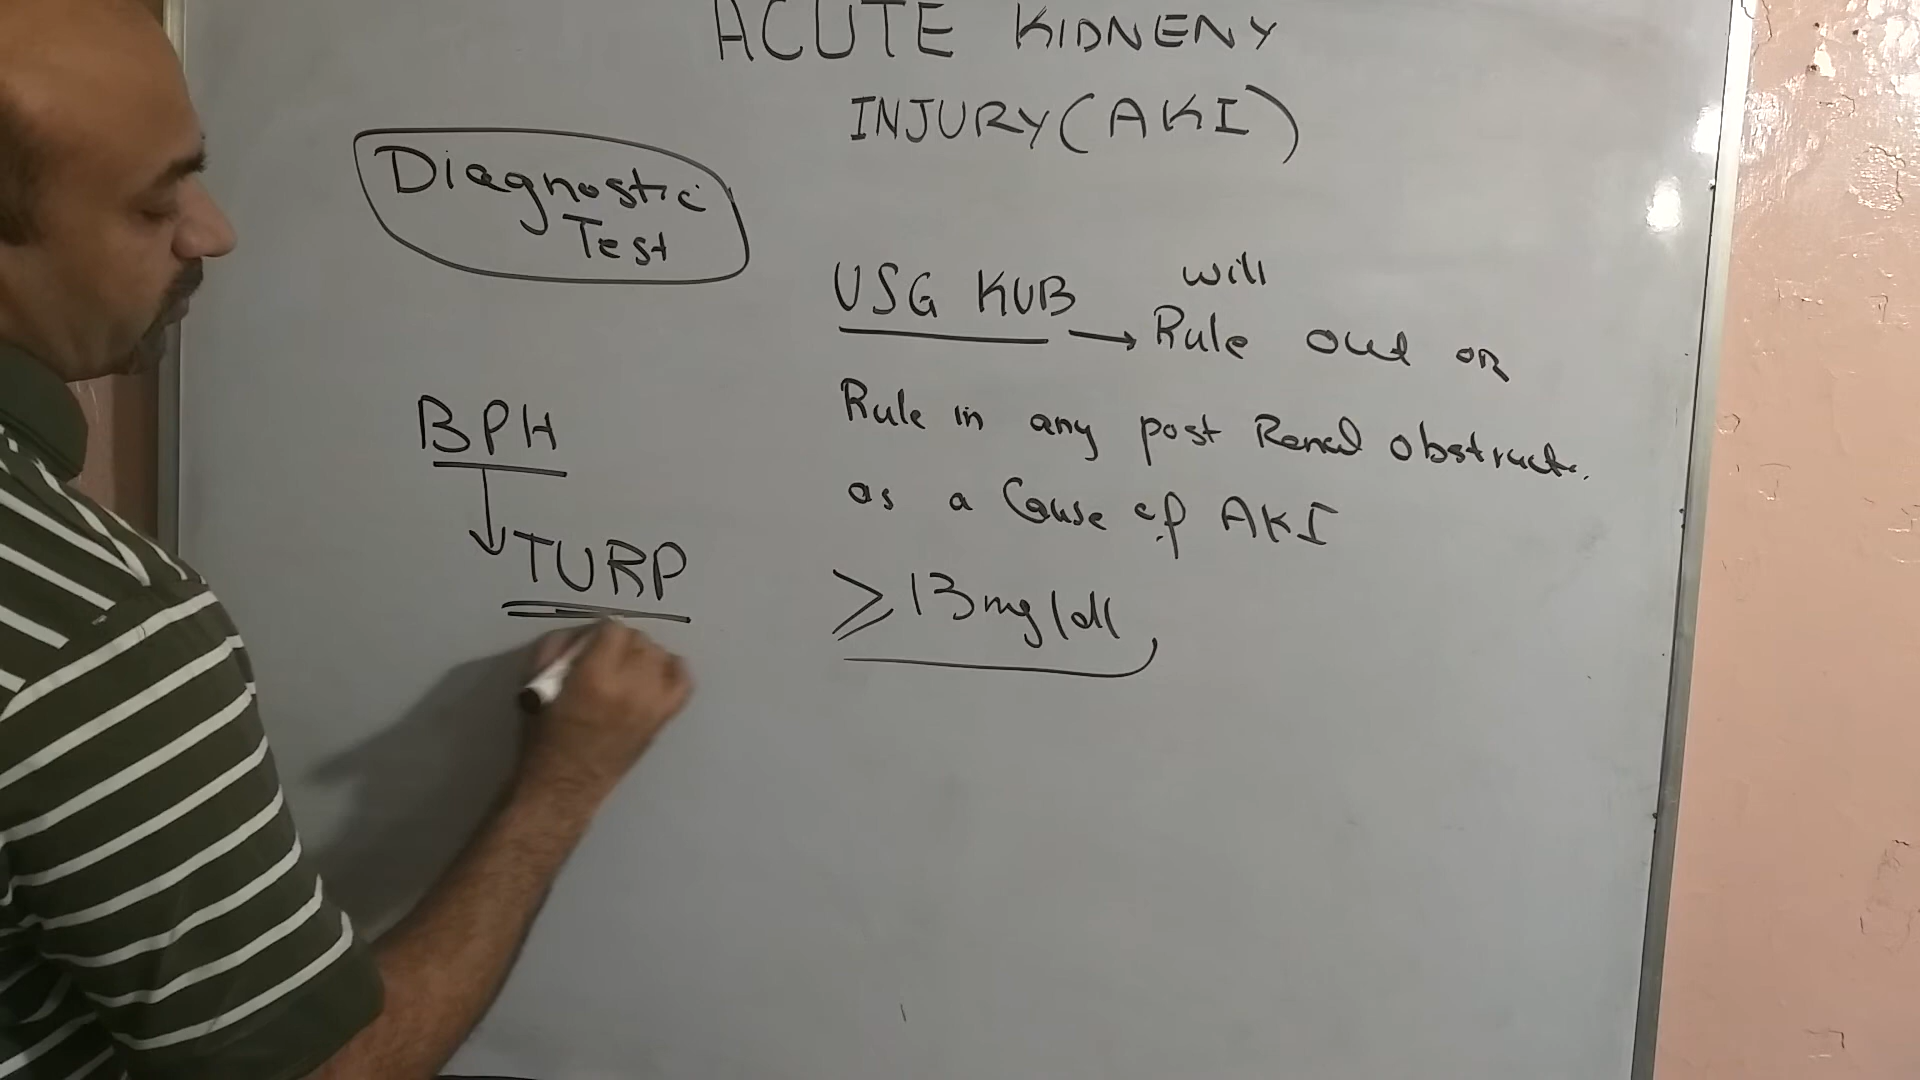 ACUTE KIDNENY
INJURY (AKI)
Diagnostic
Test
USG KUB → will
Rule out or
Rule in any post Renal obstruct.
as a Cause of AKI
≥ 13 mg/dl
BPH
↓
TURP